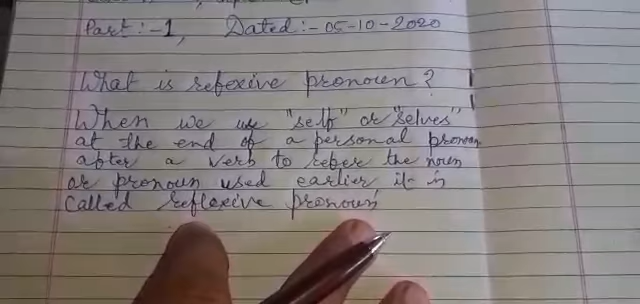 Part:-1, Dated:-05-10-2020
What is refexive pronoun?
When we use "self" or "selves"
at the end of a personal pronoun
after a verb to refer the noun
or pronoun used earlier it is
called reflexive pronoun